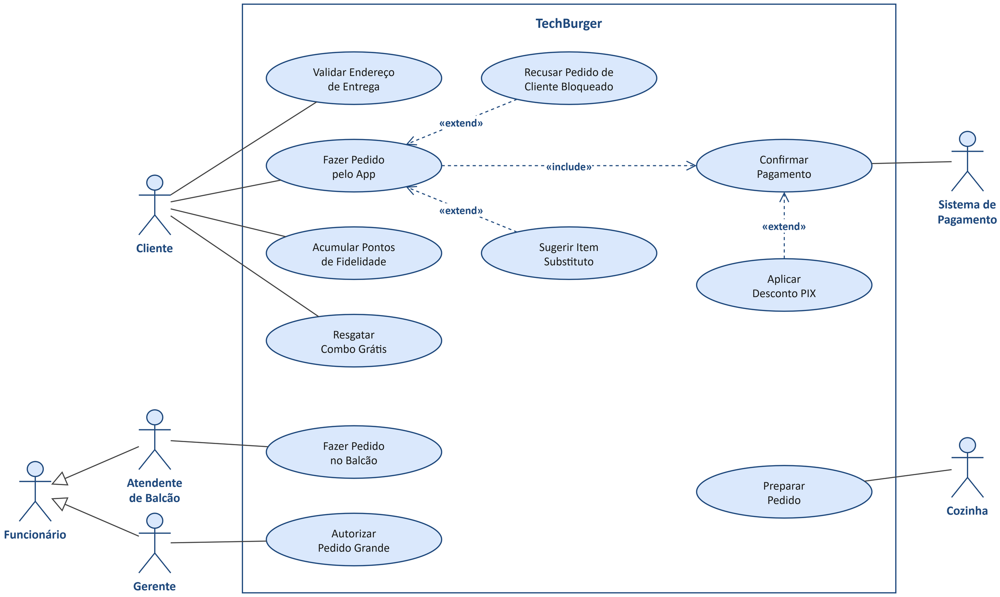 TechBurger
Validar Endereço
de Entrega
Recusar Pedido de
Cliente Bloqueado
«extend»
Fazer Pedido
pelo App
«include»
Confirmar
Pagamento
Sistema de
Pagamento
«extend»
«extend»
Cliente
Acumular Pontos
de Fidelidade
Sugerir Item
Substituto
Aplicar
Desconto PIX
Resgatar
Combo Grátis
Fazer Pedido
no Balcão
Atendente
de Balcão
Preparar
Pedido
Cozinha
Funcionário
Autorizar
Pedido Grande
Gerente